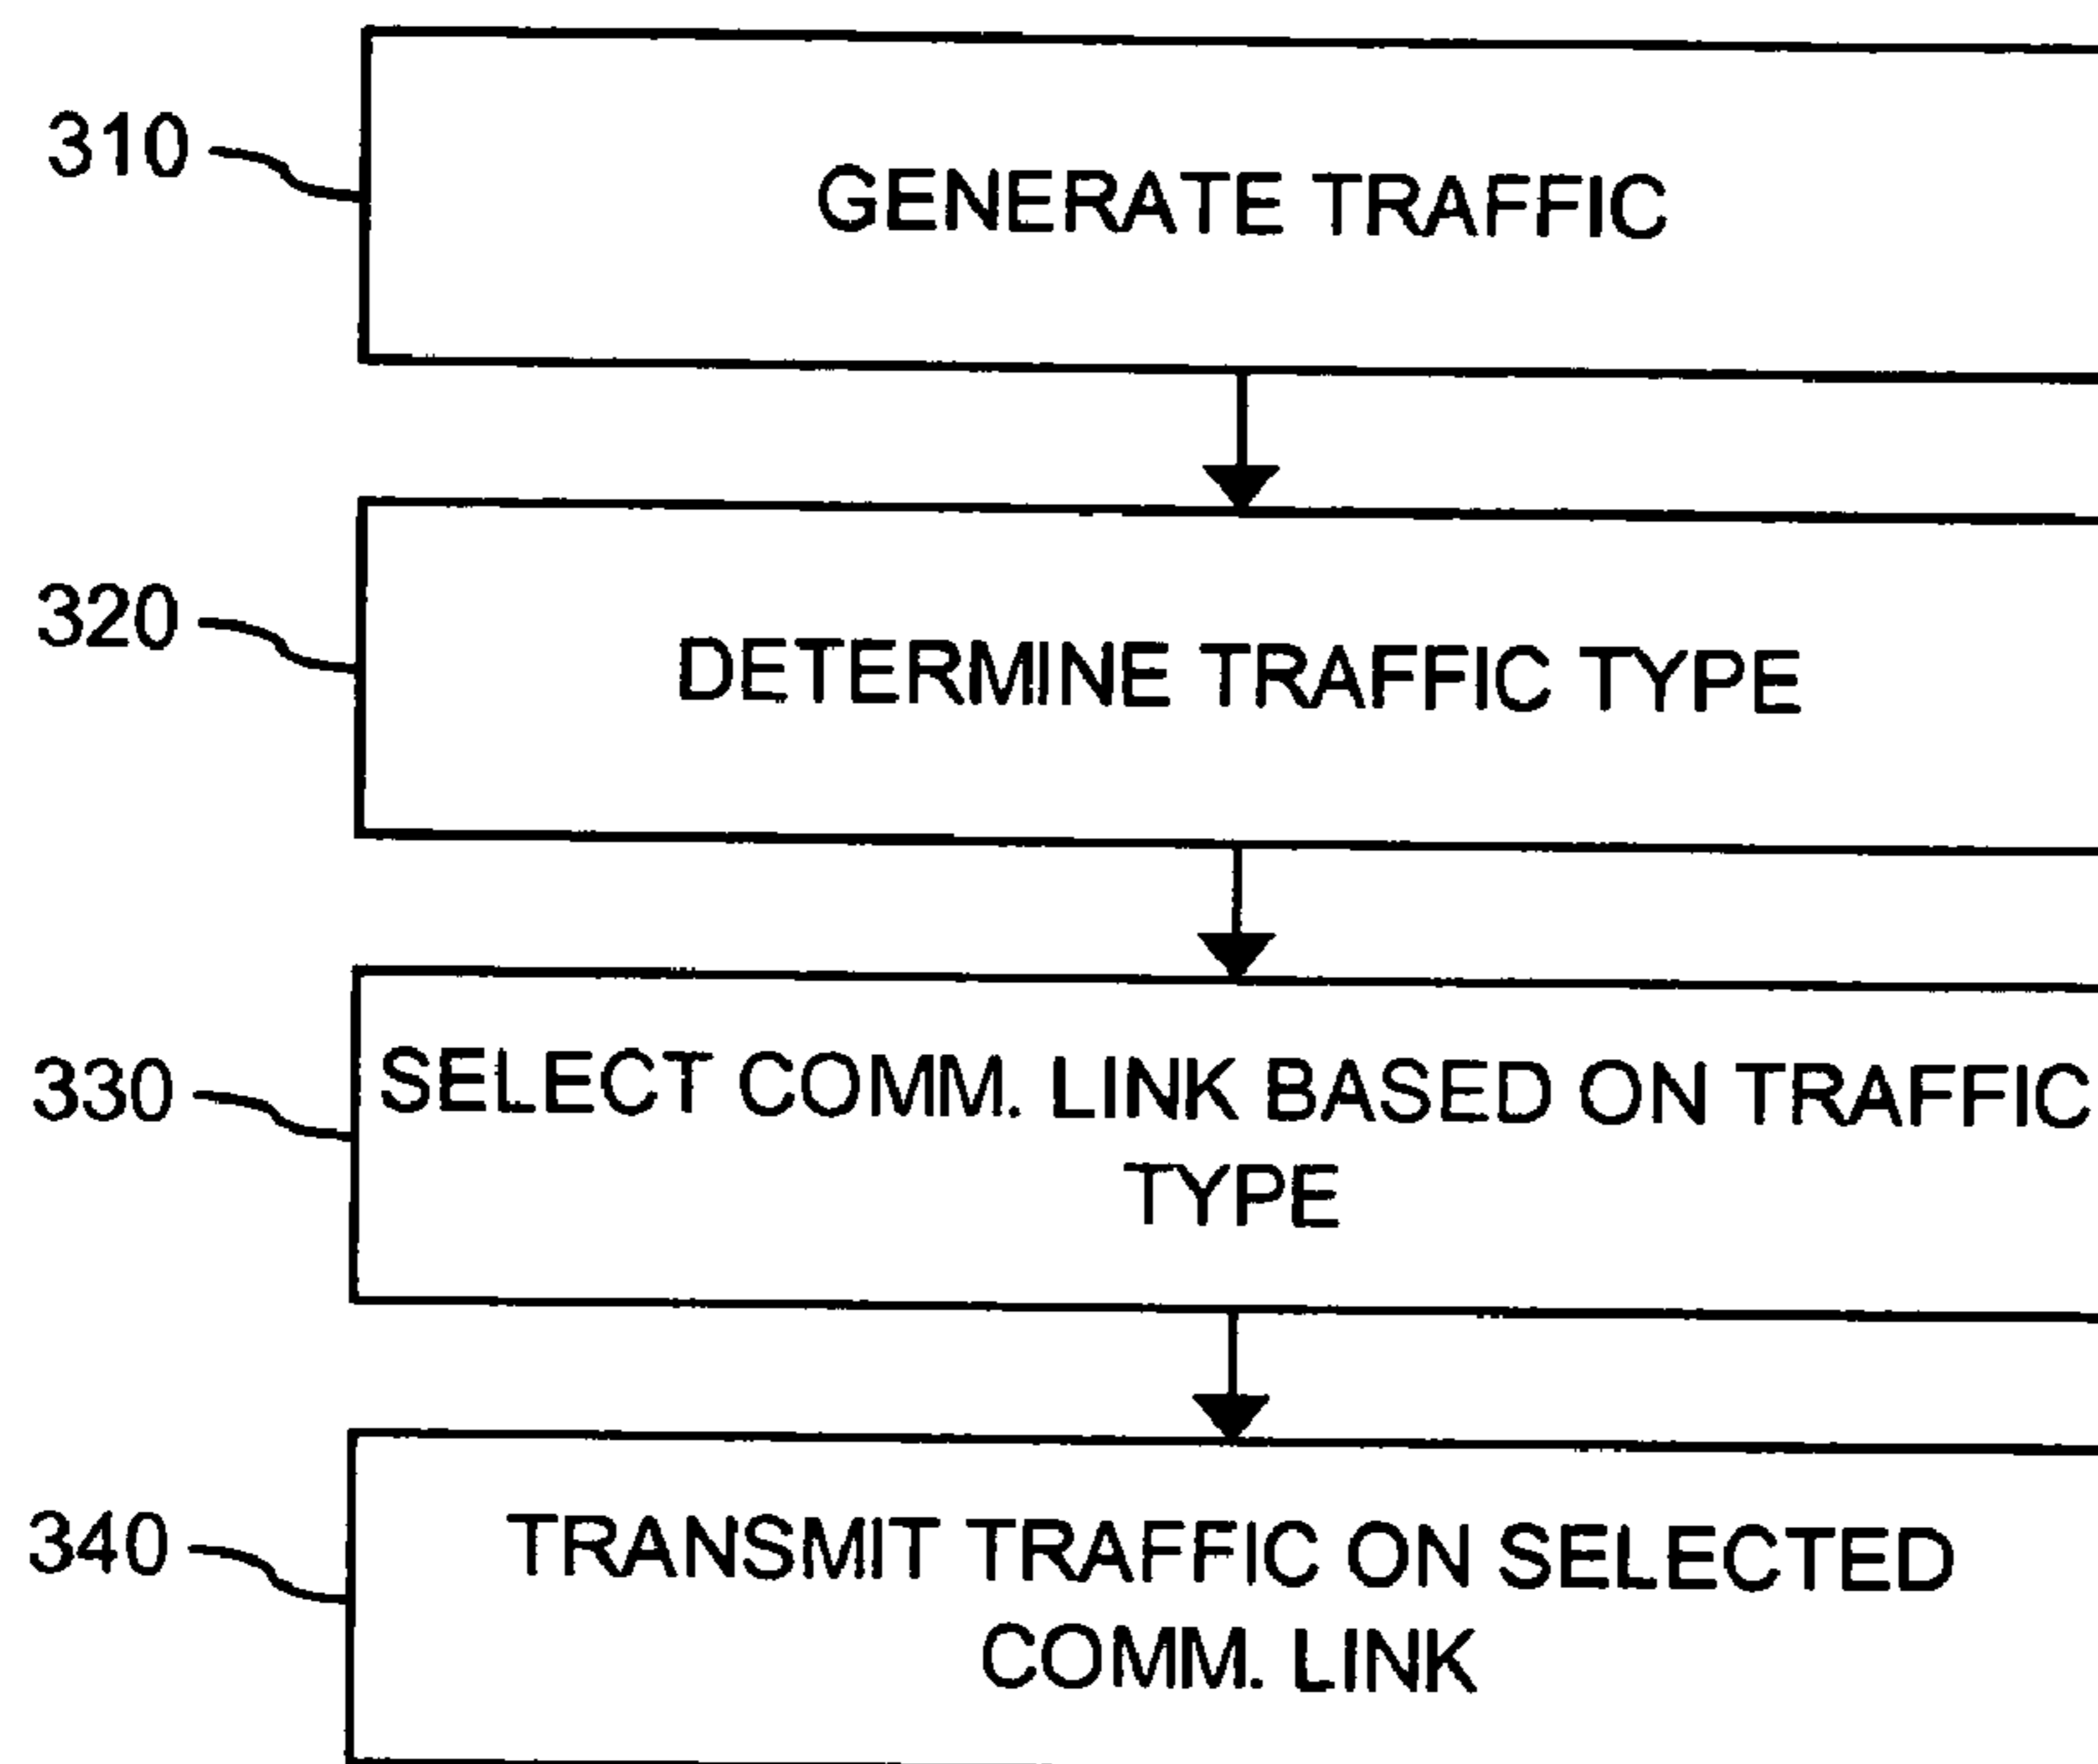 310
GENERATE TRAFFIC
320
DETERMINE TRAFFIC TYPE
330
SELECT COMM. LINK BASED ON TRAFFIC
TYPE
340
TRANSMIT TRAFFIC ON SELECTED
COMM. LINK